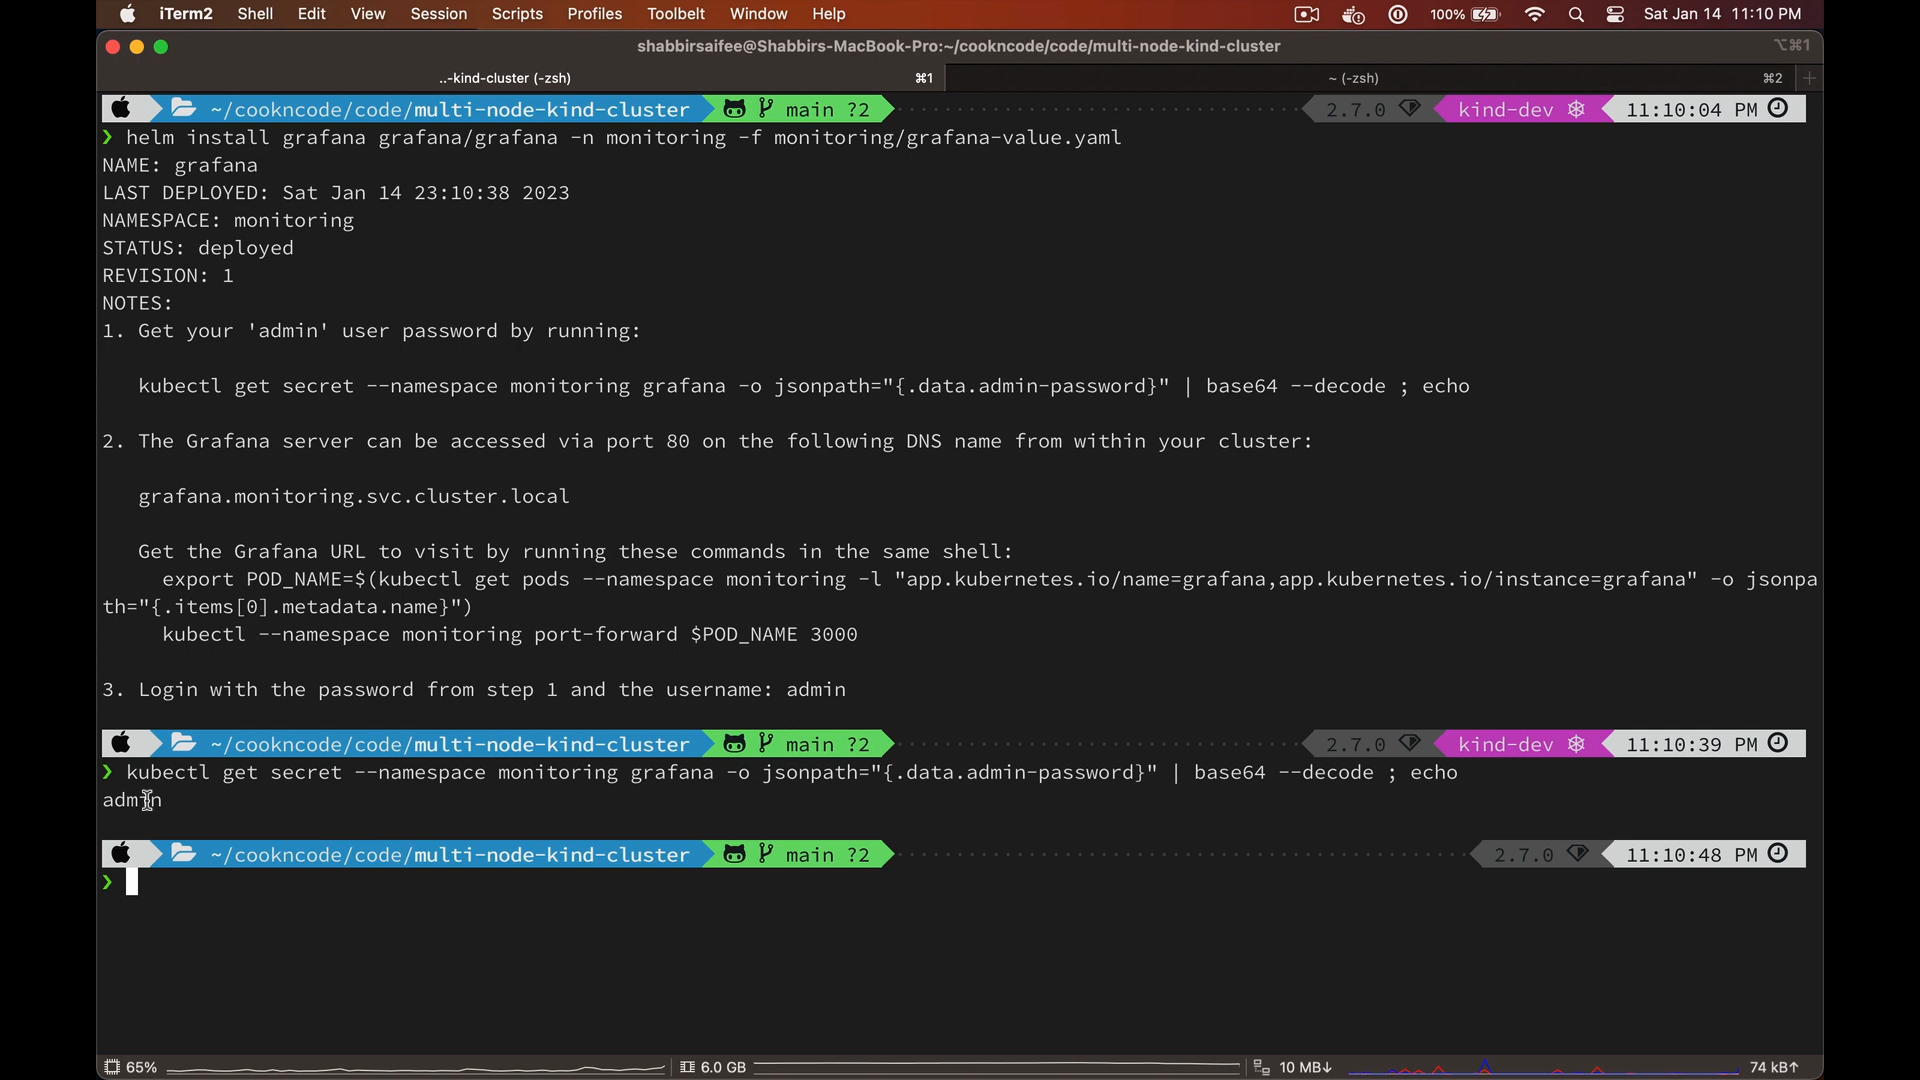 iTerm2 Shell Edit View Session Scripts Profiles Toolbelt Window Help 100% Sat Jan 14 11:10 PM
shabbirsaifee@Shabbirs-MacBook-Pro:~/cookncode/code/multi-node-kind-cluster ⌥⌘1
..-kind-cluster (-zsh) ⌘1 ~ (-zsh) ⌘2 +
~/cookncode/code/multi-node-kind-cluster main ?2 2.7.0 kind-dev 11:10:04 PM
❯ helm install grafana grafana/grafana -n monitoring -f monitoring/grafana-value.yaml
NAME: grafana
LAST DEPLOYED: Sat Jan 14 23:10:38 2023
NAMESPACE: monitoring
STATUS: deployed
REVISION: 1
NOTES:
1. Get your 'admin' user password by running:
kubectl get secret --namespace monitoring grafana -o jsonpath="{.data.admin-password}" | base64 --decode ; echo
2. The Grafana server can be accessed via port 80 on the following DNS name from within your cluster:
grafana.monitoring.svc.cluster.local
Get the Grafana URL to visit by running these commands in the same shell:
export POD_NAME=$(kubectl get pods --namespace monitoring -l "app.kubernetes.io/name=grafana,app.kubernetes.io/instance=grafana" -o jsonpa
th="{.items[0].metadata.name}")
kubectl --namespace monitoring port-forward $POD_NAME 3000
3. Login with the password from step 1 and the username: admin
~/cookncode/code/multi-node-kind-cluster main ?2 2.7.0 kind-dev 11:10:39 PM
❯ kubectl get secret --namespace monitoring grafana -o jsonpath="{.data.admin-password}" | base64 --decode ; echo
admin
~/cookncode/code/multi-node-kind-cluster main ?2 2.7.0 11:10:48 PM
❯
65% 6.0 GB 10 MB↓ 74 kB↑